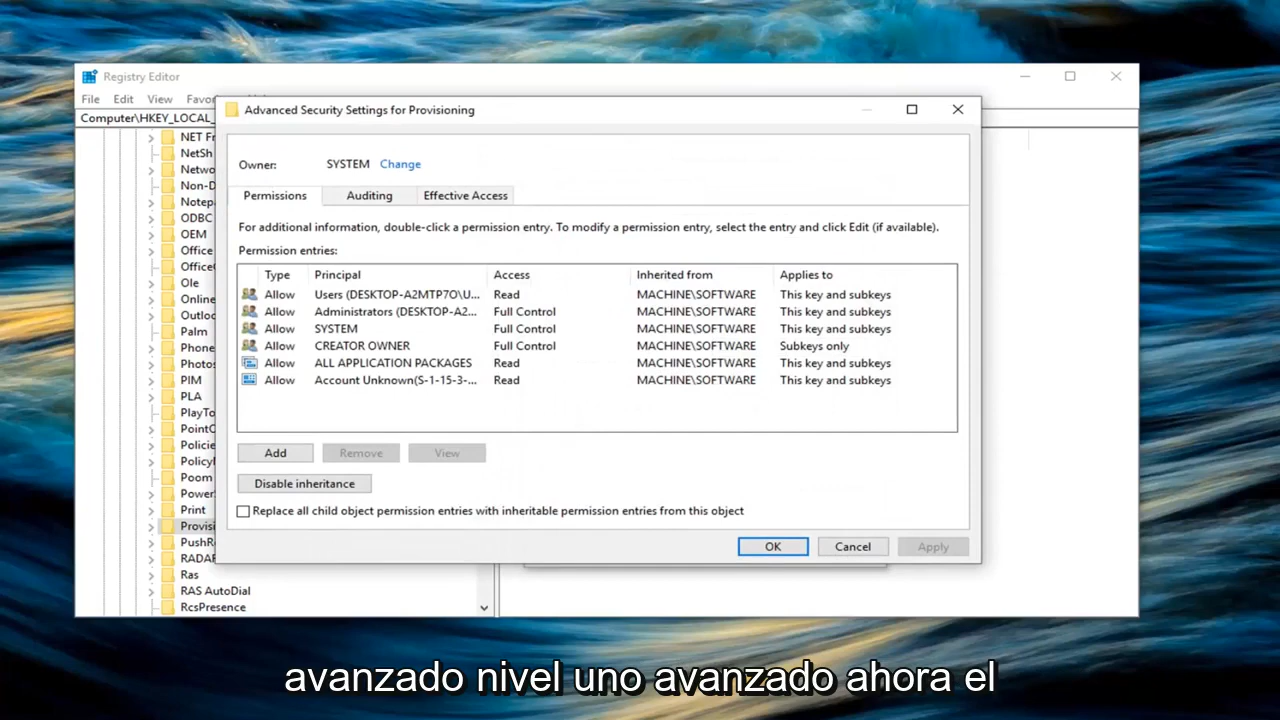 Registry Editor
File Edit View
Computer\HKEY_LOCAL_
Advanced Security Settings for Provisioning
Owner: SYSTEM Change
Permissions Auditing Effective Access
For additional information, double-click a permission entry. To modify a permission entry, select the entry and click Edit (if available).
Permission entries:
Type Principal Access Inherited from Applies to
Allow Users (DESKTOP-A2MTP7O\U... Read MACHINE\SOFTWARE This key and subkeys
Allow Administrators (DESKTOP-A2... Full Control MACHINE\SOFTWARE This key and subkeys
Allow SYSTEM Full Control MACHINE\SOFTWARE This key and subkeys
Allow CREATOR OWNER Full Control MACHINE\SOFTWARE Subkeys only
Allow ALL APPLICATION PACKAGES Read MACHINE\SOFTWARE This key and subkeys
Allow Account Unknown(S-1-15-3-... Read MACHINE\SOFTWARE This key and subkeys
Add Remove View
Disable inheritance
Replace all child object permission entries with inheritable permission entries from this object
OK Cancel Apply
NET Fr
NetSh
Netwo
Non-D
Notepa
ODBC
OEM
Office
Ole
Online
Outloo
Palm
Phone
Photos
PIM
PLA
PlayTo
PointC
Policie
Poom
Power
Print
Provisi
PushR
RADAR
Ras
RAS AutoDial
RcsPresence
avanzado nivel uno avanzado ahora el